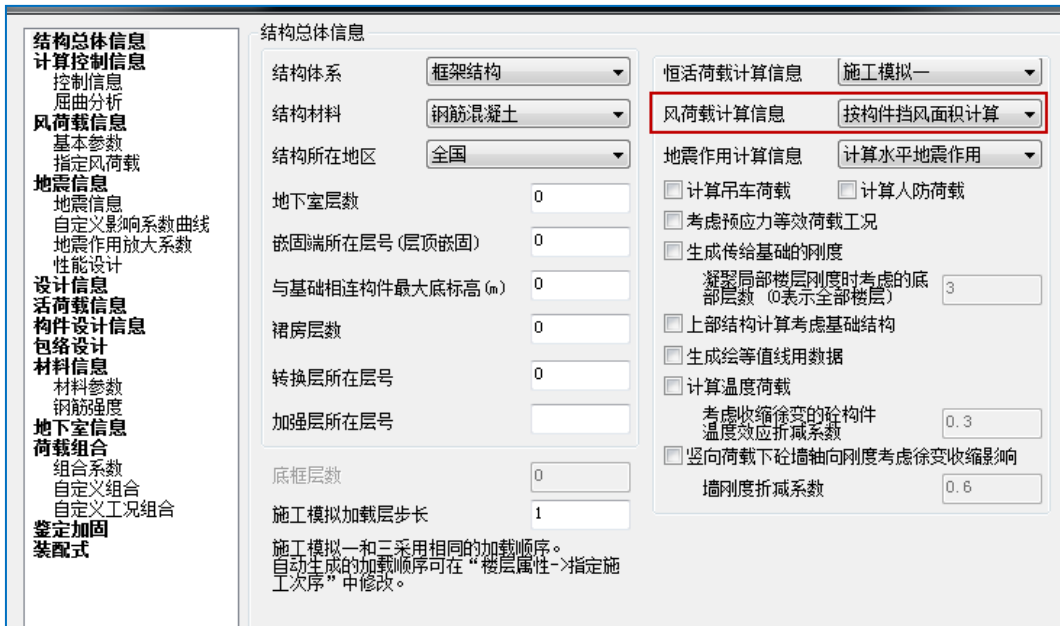 结构总体信息
计算控制信息
控制信息
屈曲分析
风荷载信息
基本参数
指定风荷载
地震信息
地震信息
自定义影响系数曲线
地震作用放大系数
性能设计
设计信息
活荷载信息
构件设计信息
包络设计
材料信息
材料参数
钢筋强度
地下室信息
荷载组合
组合系数
自定义组合
自定义工况组合
鉴定加固
装配式
结构总体信息
结构体系 框架结构
结构材料 钢筋混凝土
结构所在地区 全国
地下室层数 0
嵌固端所在层号(层顶嵌固) 0
与基础相连构件最大底标高(m) 0
裙房层数 0
转换层所在层号 0
加强层所在层号
底框层数 0
施工模拟加载层步长 1
施工模拟一和三采用相同的加载顺序。
自动生成的加载顺序可在“楼层属性->指定施
工次序”中修改。
恒活荷载计算信息 施工模拟一
风荷载计算信息 按构件挡风面积计算
地震作用计算信息 计算水平地震作用
计算吊车荷载 计算人防荷载
考虑预应力等效荷载工况
生成传给基础的刚度
凝聚局部楼层刚度时考虑的底
部层数 (0表示全部楼层) 3
上部结构计算考虑基础结构
生成绘等值线用数据
计算温度荷载
考虑收缩徐变的砼构件
温度效应折减系数 0.3
竖向荷载下砼墙轴向刚度考虑徐变收缩影响
墙刚度折减系数 0.6